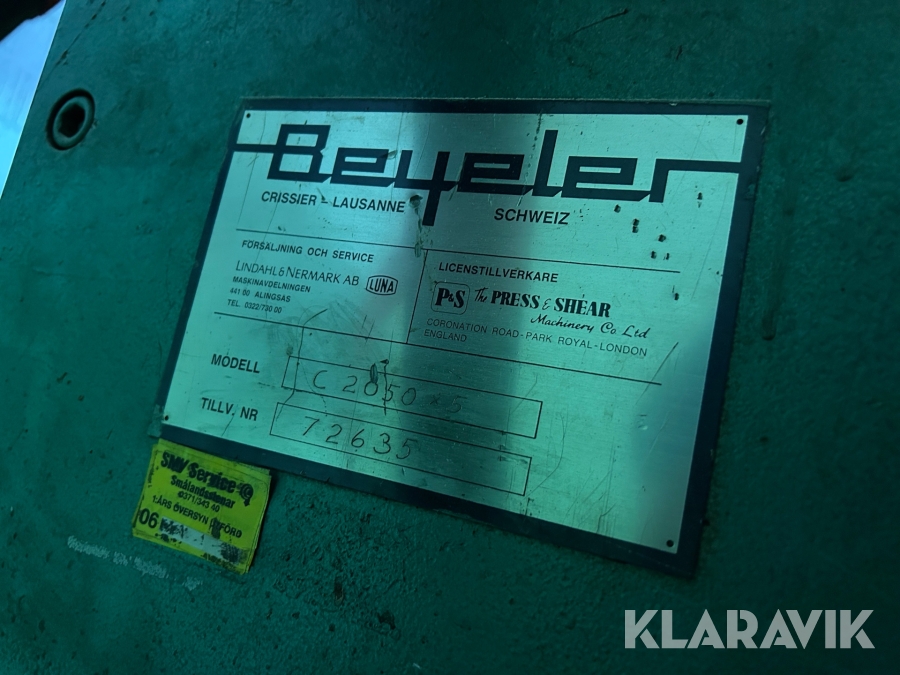 Beyeler
CRISSIER - LAUSANNE
SCHWEIZ
FÖRSÄLJNING OCH SERVICE
LINDAHL & NERMARK AB LUNA
MASKINAVDELNINGEN
441 00 ALINGSÅS
TEL. 0322/730 00
LICENSTILLVERKARE
P&S The PRESS & SHEAR
Machinery Co Ltd
CORONATION ROAD - PARK ROYAL - LONDON
ENGLAND
MODELL C 2050 x 5
TILLV. NR 72635
SMV Service
Smålandsstenar
0371/343 40
1:ÅRS ÖVERSYN UTFÖRD
06
KLARAVIK